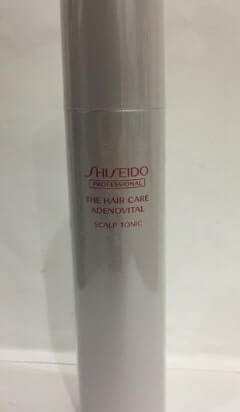 SHISEIDO
PROFESSIONAL
THE HAIR CARE
ADENOVITAL
SCALP TONIC